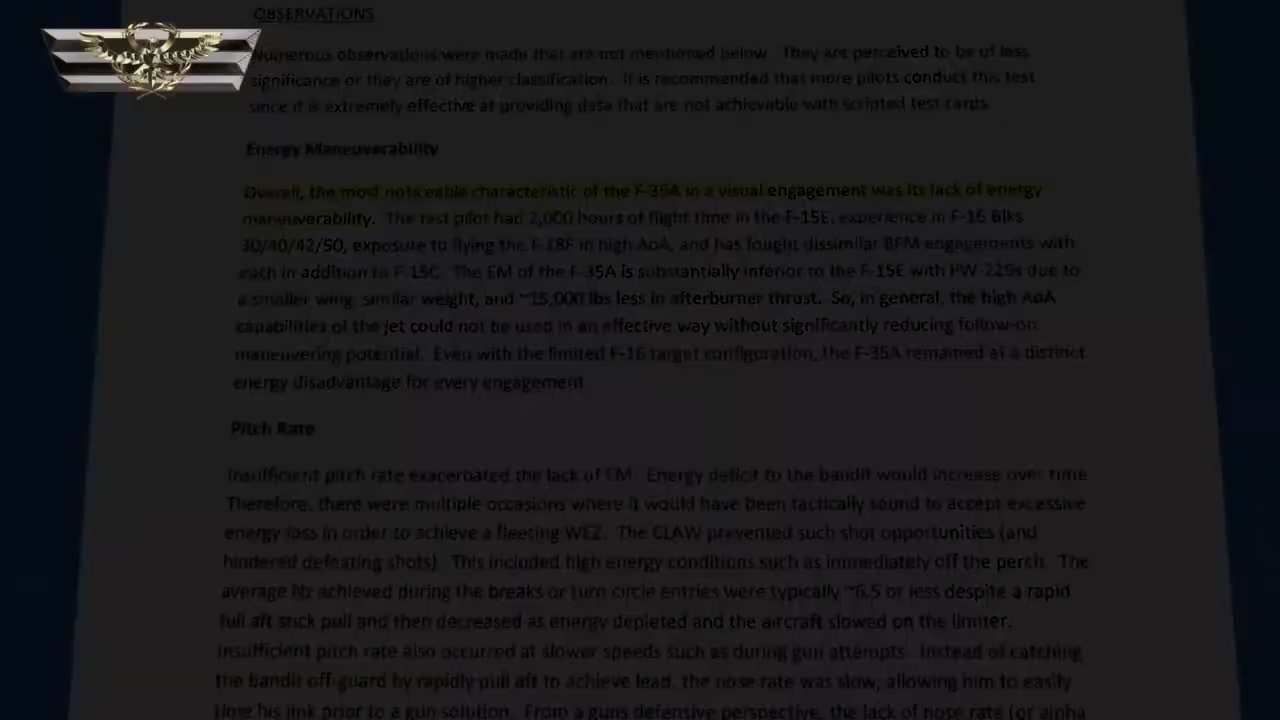 OBSERVATIONS
Numerous observations were made that are not mentioned below. They are perceived to be of less
significance or they are of higher classification. It is recommended that more pilots conduct this test
since it is extremely effective at providing data that are not achievable with scripted test cards.
Energy Maneuverability
Overall, the most noticeable characteristic of the F-35A in a visual engagement was its lack of energy
maneuverability. The test pilot had 2,000 hours of flight time in the F-15E, experience in F-16 Blks
30/40/42/50, exposure to flying the F-18F in high AoA, and has fought dissimilar BFM engagements with
each in addition to F-15C. The EM of the F-35A is substantially inferior to the F-15E with PW-229s due to
a smaller wing, similar weight, and ~15,000 lbs less in afterburner thrust. So, in general, the high AoA
capabilities of the jet could not be used in an effective way without significantly reducing follow-on
maneuvering potential. Even with the limited F-16 target configuration, the F-35A remained at a distinct
energy disadvantage for every engagement.
Pitch Rate
Insufficient pitch rate exacerbated the lack of EM. Energy deficit to the bandit would increase over time.
Therefore, there were multiple occasions where it would have been tactically sound to accept excessive
energy loss in order to achieve a fleeting WEZ. The CLAW prevented such shot opportunities (and
hindered defeating shots). This included high energy conditions such as immediately off the perch. The
average Nz achieved during the breaks or turn circle entries were typically ~6.5 or less despite a rapid
full aft stick pull and then decreased as energy depleted and the aircraft slowed on the limiter.
Insufficient pitch rate also occurred at slower speeds such as during gun attempts. Instead of catching
the bandit off-guard by rapidly pull aft to achieve lead, the nose rate was slow, allowing him to easily
time his jink prior to a gun solution. From a guns defensive perspective, the lack of nose rate (or alpha